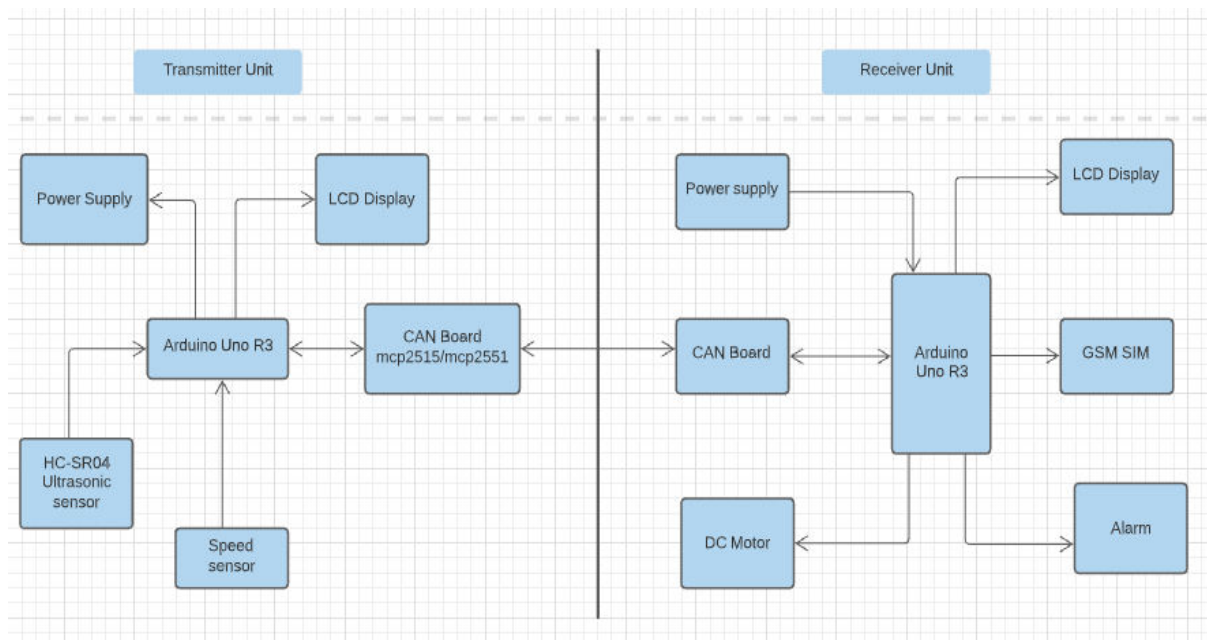 Transmitter Unit
Receiver Unit
Power Supply
LCD Display
Arduino Uno R3
CAN Board
mcp2515/mcp2551
HC-SR04
Ultrasonic
sensor
Speed
sensor
Power supply
LCD Display
CAN Board
Arduino
Uno R3
GSM SIM
DC Motor
Alarm